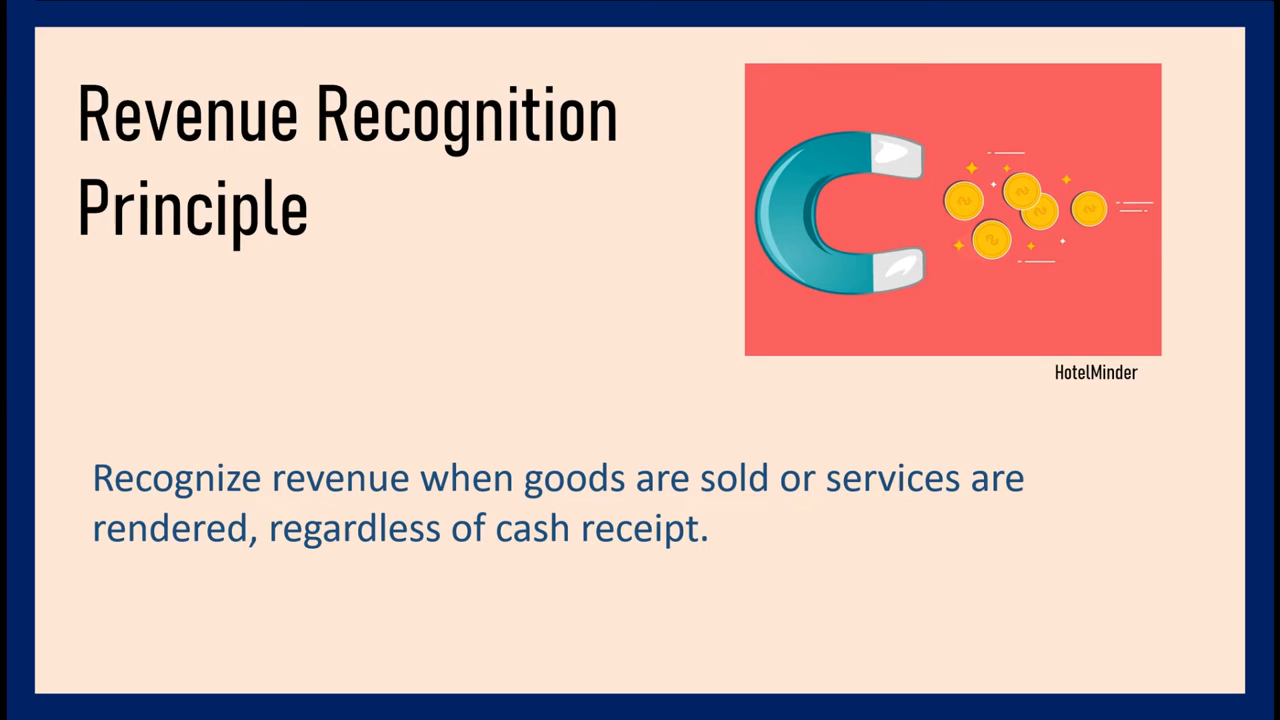 Revenue Recognition
Principle
HotelMinder
Recognize revenue when goods are sold or services are
rendered, regardless of cash receipt.